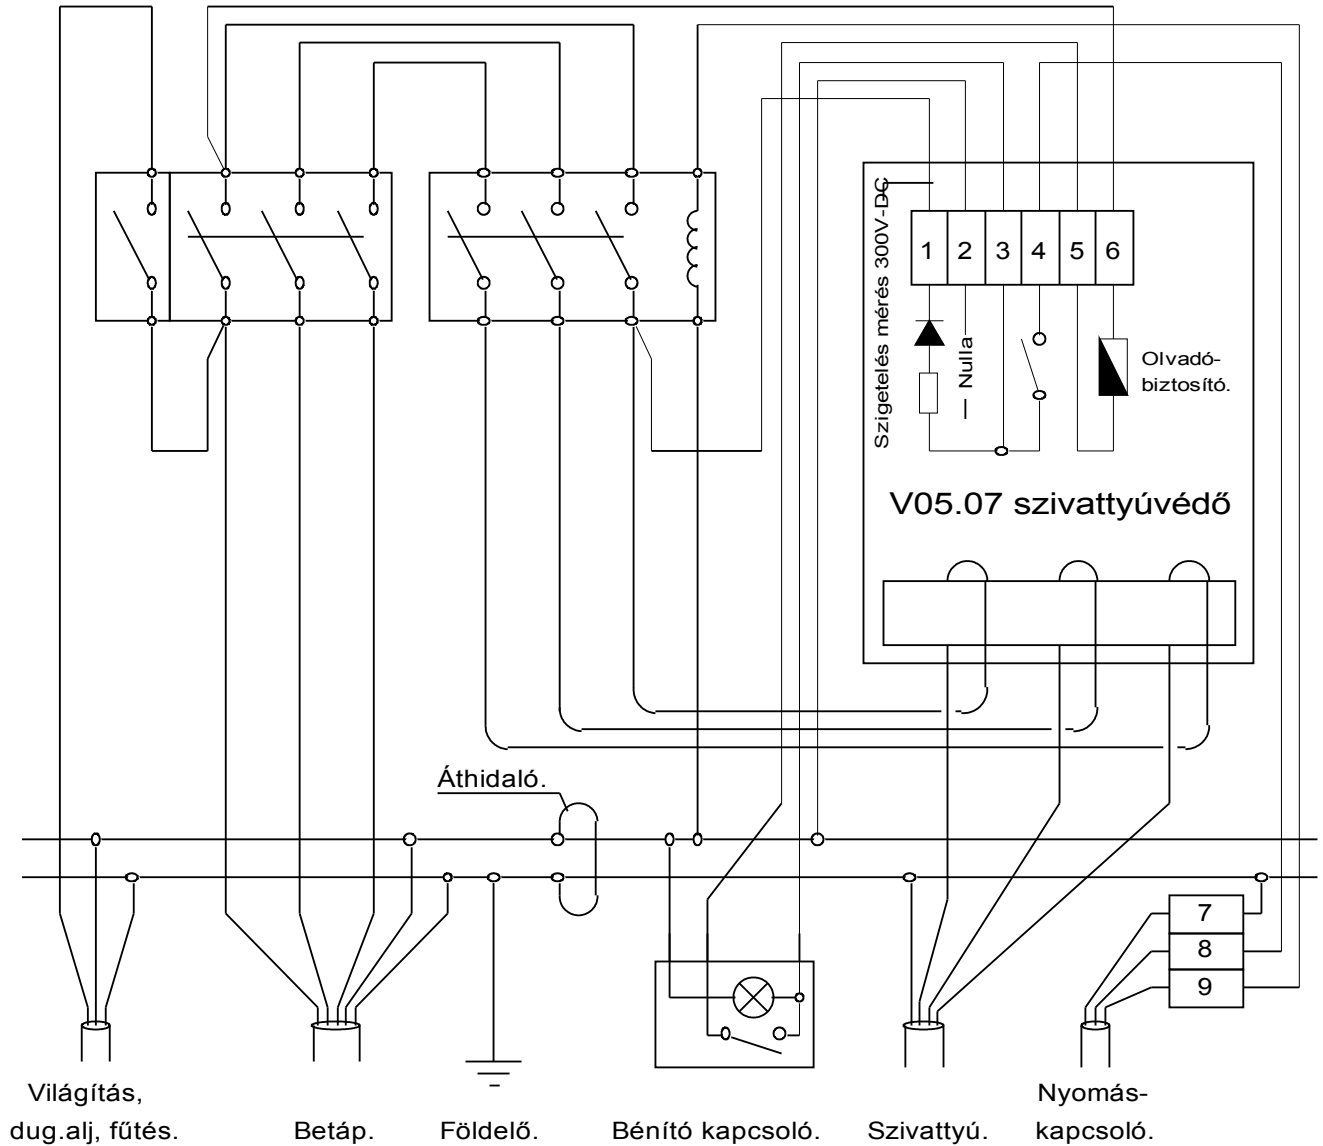 Szigetelés mérés 300V-DC
1 2 3 4 5 6
Nulla
Olvadó-
biztosító.
V05.07 szivattyúvédő
Áthidaló.
7
8
9
Világítás,
dug.alj, fűtés.
Betáp.
Földelő.
Bénító kapcsoló.
Szivattyú.
Nyomás-
kapcsoló.